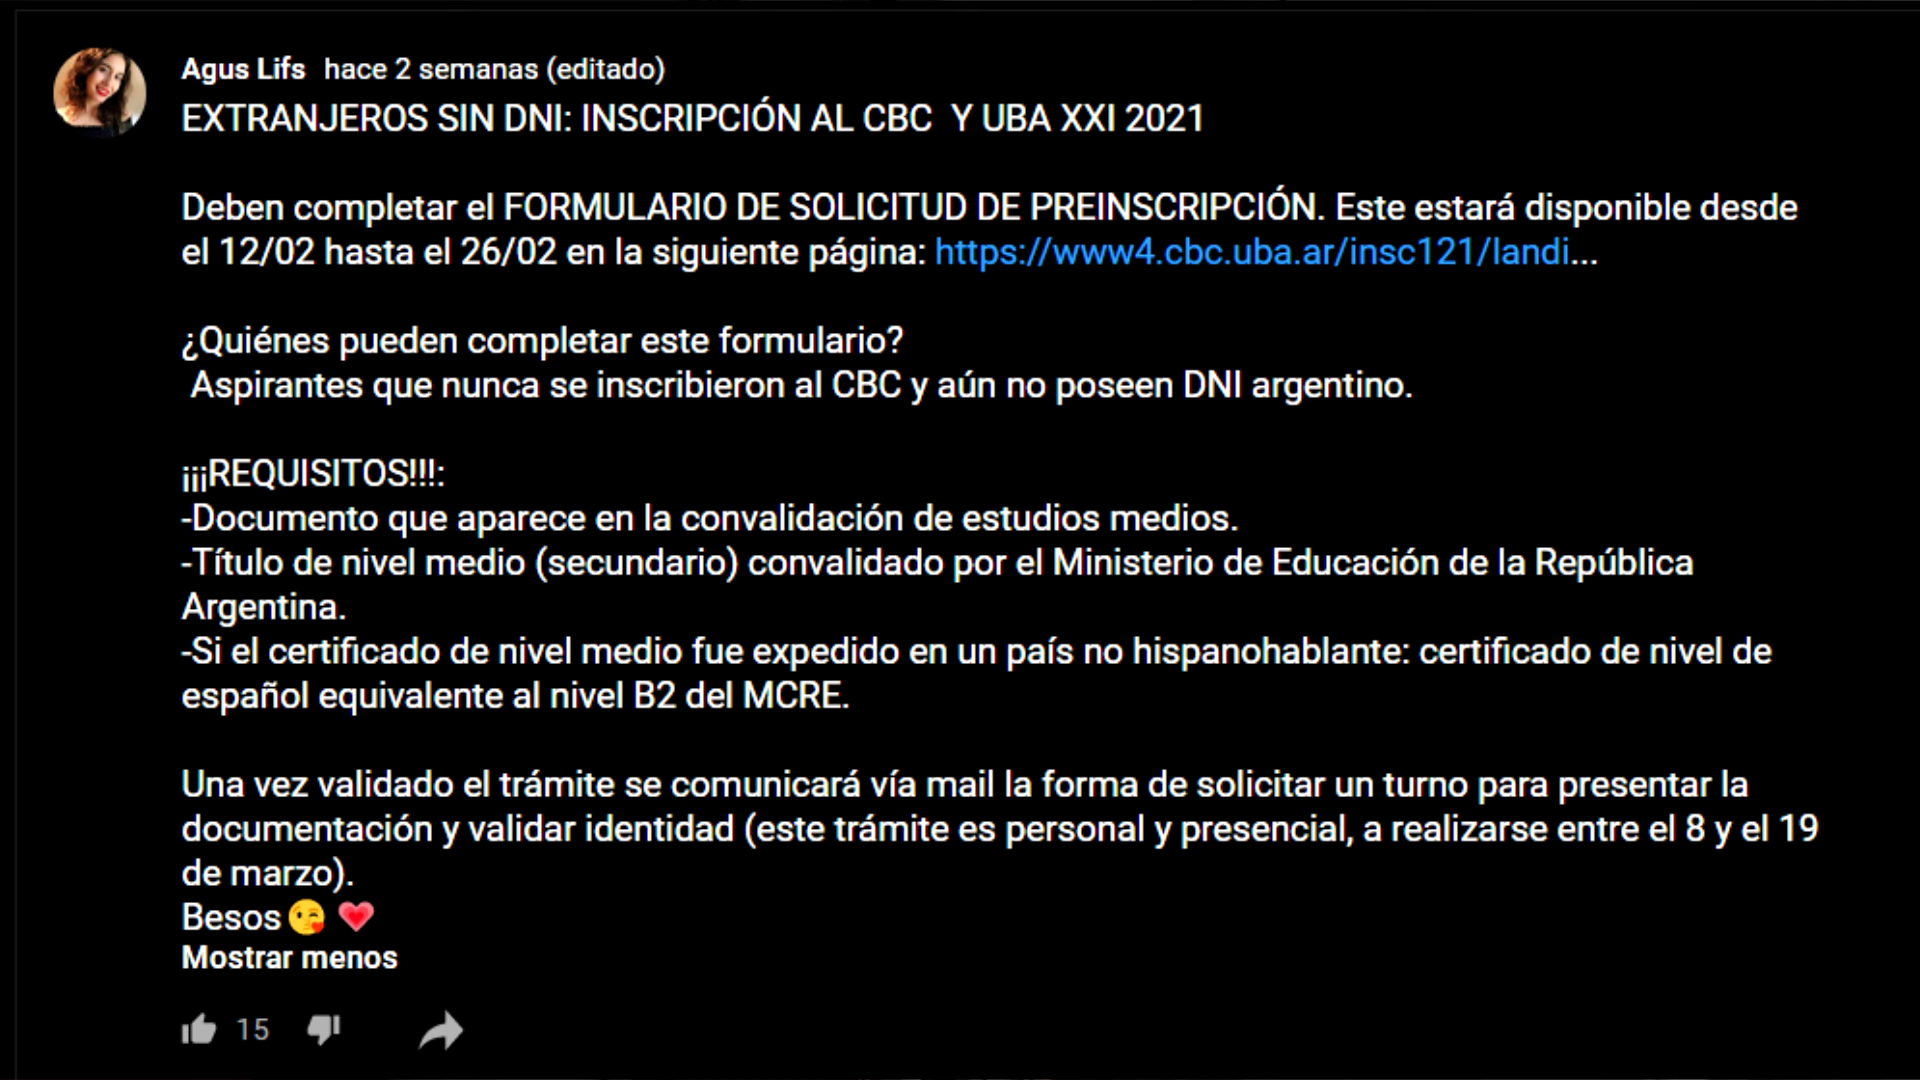 Agus Lifs hace 2 semanas (editado)
EXTRANJEROS SIN DNI: INSCRIPCIÓN AL CBC  Y UBA XXI 2021
Deben completar el FORMULARIO DE SOLICITUD DE PREINSCRIPCIÓN. Este estará disponible desde
el 12/02 hasta el 26/02 en la siguiente página: https://www4.cbc.uba.ar/insc121/landi...
¿Quiénes pueden completar este formulario?
Aspirantes que nunca se inscribieron al CBC y aún no poseen DNI argentino.
¡¡¡REQUISITOS!!!:
-Documento que aparece en la convalidación de estudios medios.
-Título de nivel medio (secundario) convalidado por el Ministerio de Educación de la República
Argentina.
-Si el certificado de nivel medio fue expedido en un país no hispanohablante: certificado de nivel de
español equivalente al nivel B2 del MCRE.
Una vez validado el trámite se comunicará vía mail la forma de solicitar un turno para presentar la
documentación y validar identidad (este trámite es personal y presencial, a realizarse entre el 8 y el 19
de marzo).
Besos😘 💗
Mostrar menos
15